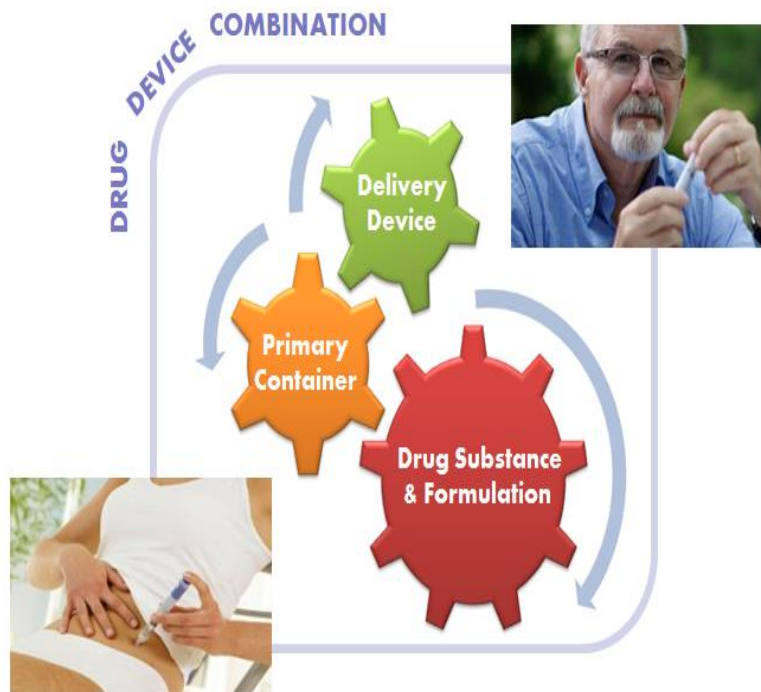 DRUG DEVICE COMBINATION
Delivery
Device
Primary
Container
Drug Substance
& Formulation